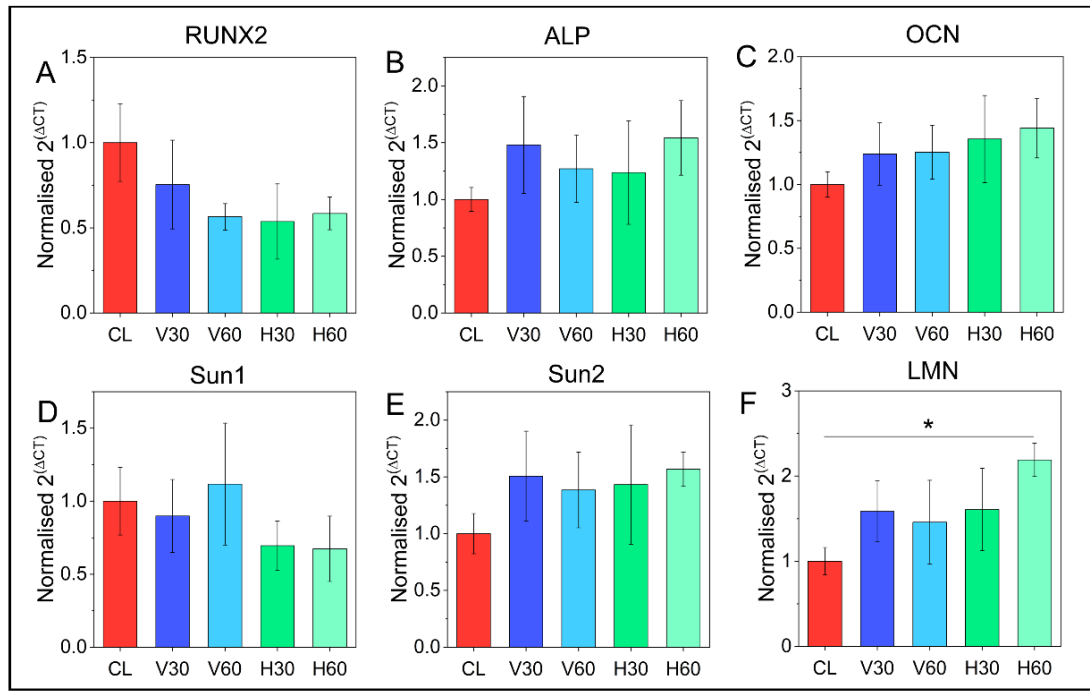 RUNX2
A
Normalised 2^(ΔCT)
1.5
1.0
0.5
0.0
CL V30 V60 H30 H60
ALP
B
Normalised 2^(ΔCT)
2.0
1.5
1.0
0.5
0.0
CL V30 V60 H30 H60
OCN
C
Normalised 2^(ΔCT)
2.0
1.5
1.0
0.5
0.0
CL V30 V60 H30 H60
Sun1
D
Normalised 2^(ΔCT)
1.5
1.0
0.5
0.0
CL V30 V60 H30 H60
Sun2
E
Normalised 2^(ΔCT)
2.0
1.5
1.0
0.5
0.0
CL V30 V60 H30 H60
LMN
F
Normalised 2^(ΔCT)
3
2
1
0
*
CL V30 V60 H30 H60